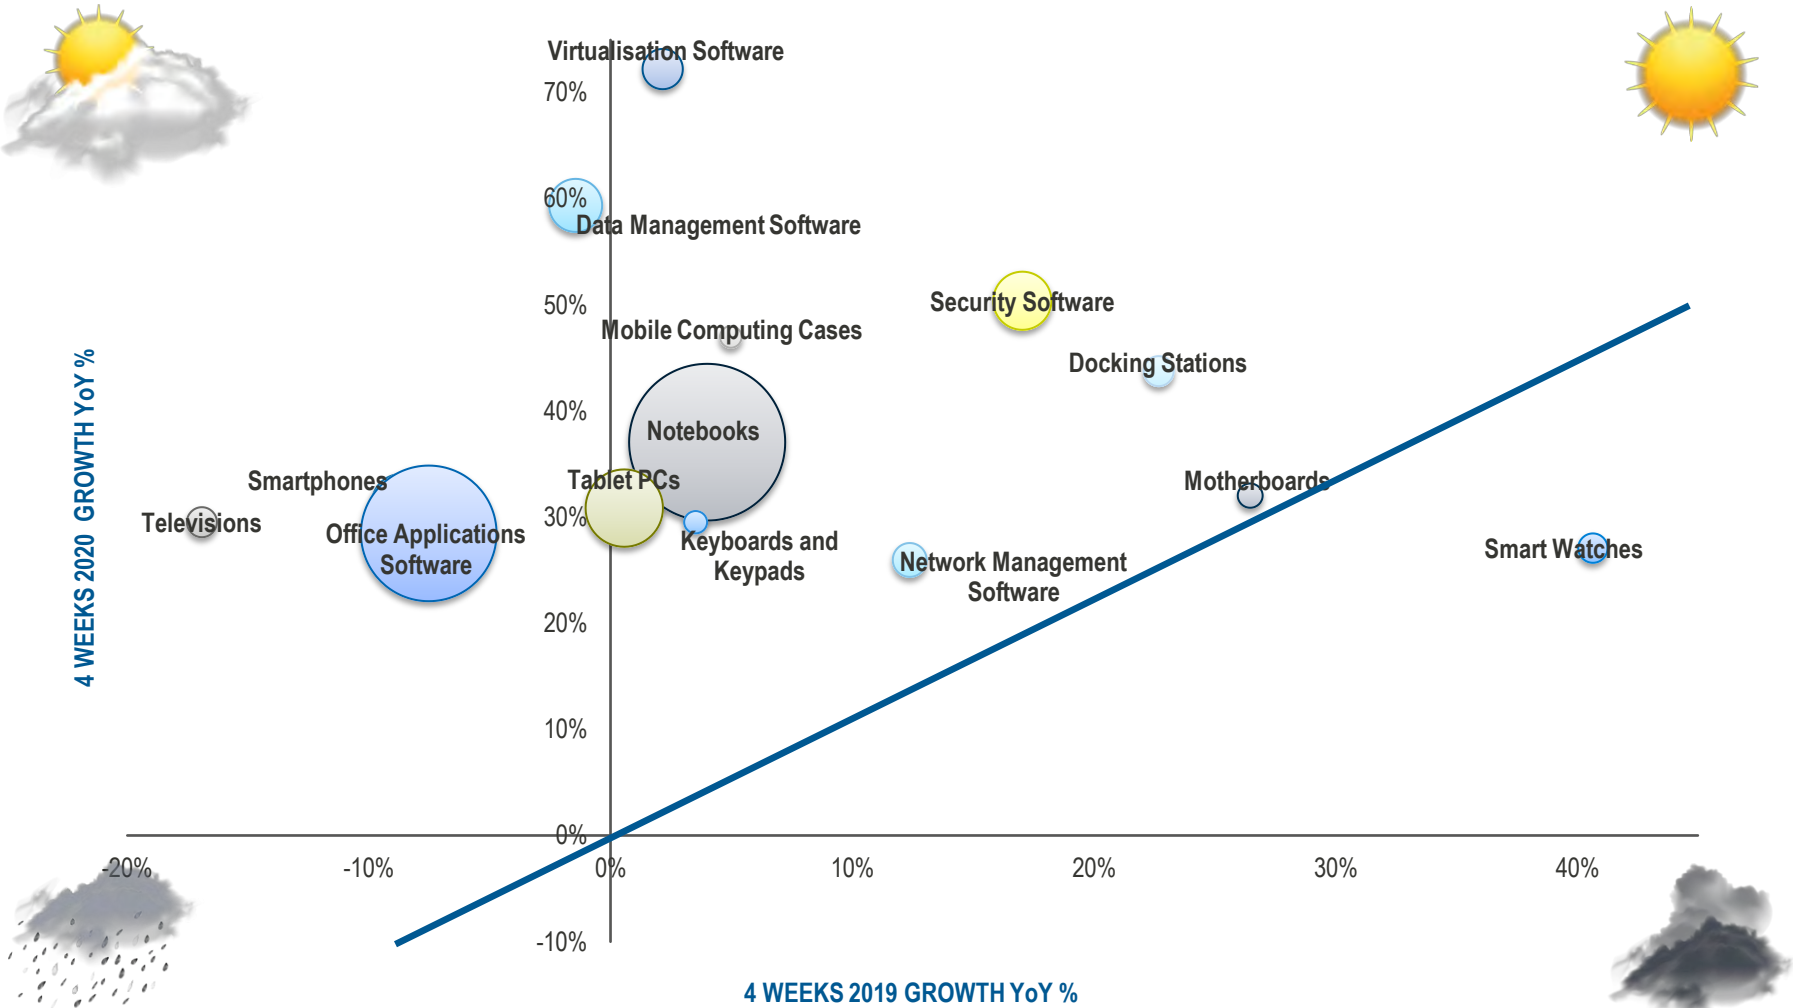 Virtualisation Software
70%
60%
Data Management Software
50%
Security Software
Mobile Computing Cases
Docking Stations
40%
Notebooks
Smartphones
Tablet PCs
Motherboards
Televisions
30%
Office Applications
Software
Keyboards and
Keypads
Network Management
Software
Smart Watches
20%
10%
0%
-20%
-10%
0%
10%
20%
30%
40%
-10%
4 WEEKS 2020 GROWTH YoY %
4 WEEKS 2019 GROWTH YoY %